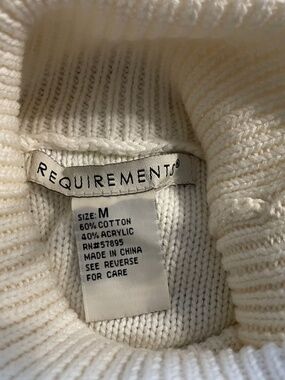 REQUIREMENTS®
SIZE: M
60% COTTON
40% ACRYLIC
RN#57895
MADE IN CHINA
SEE REVERSE
FOR CARE